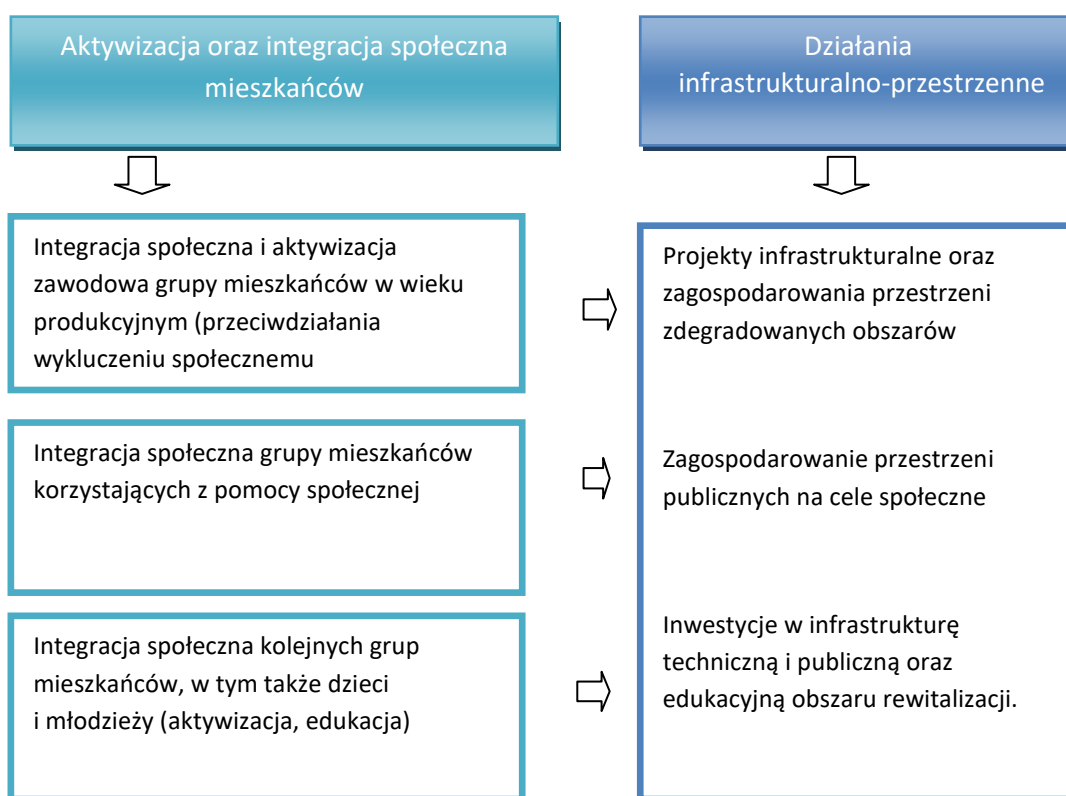 Aktywizacja oraz integracja społeczna
mieszkańców
Działania
infrastrukturalno-przestrzenne
Integracja społeczna i aktywizacja
zawodowa grupy mieszkańców w wieku
produkcyjnym (przeciwdziałania
wykluczeniu społecznemu
Projekty infrastrukturalne oraz
zagospodarowania przestrzeni
zdegradowanych obszarów
Integracja społeczna grupy mieszkańców
korzystających z pomocy społecznej
Zagospodarowanie przestrzeni
publicznych na cele społeczne
Integracja społeczna kolejnych grup
mieszkańców, w tym także dzieci
i młodzieży (aktywizacja, edukacja)
Inwestycje w infrastrukturę
techniczną i publiczną oraz
edukacyjną obszaru rewitalizacji.